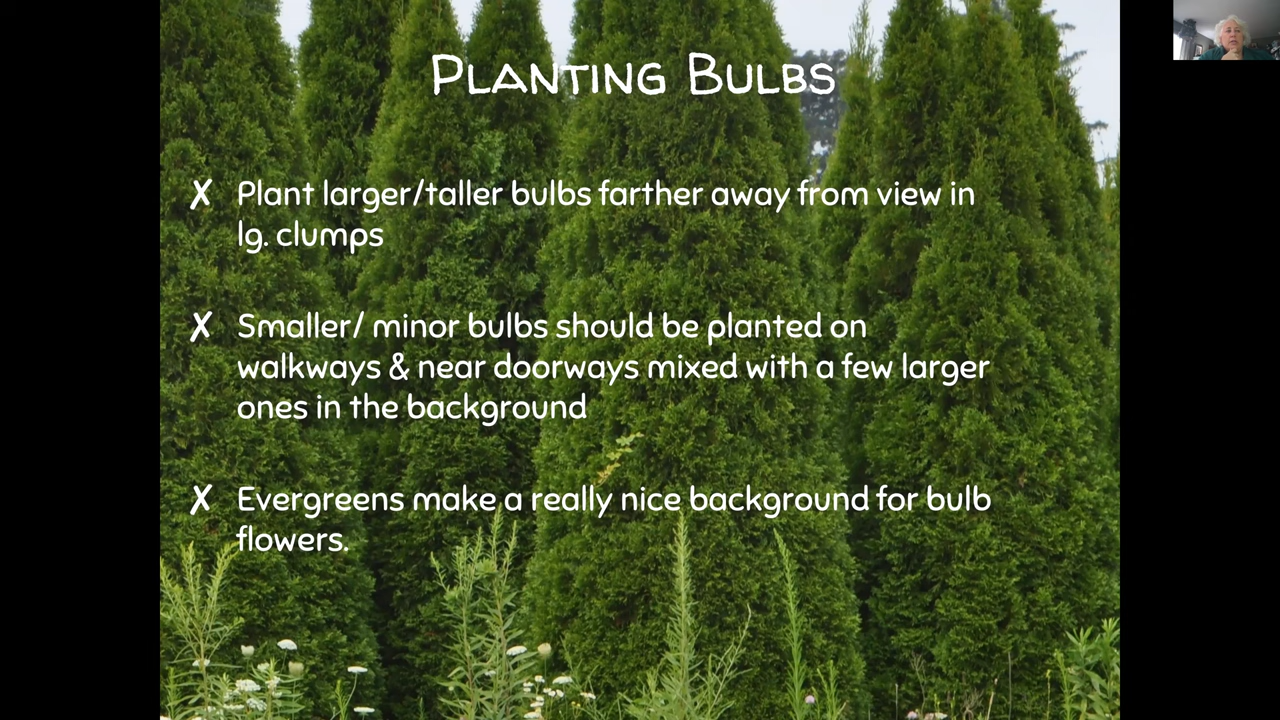 Planting Bulbs
✗ Plant larger/taller bulbs farther away from view in
lg. clumps
✗ Smaller/ minor bulbs should be planted on
walkways & near doorways mixed with a few larger
ones in the background
✗ Evergreens make a really nice background for bulb
flowers.